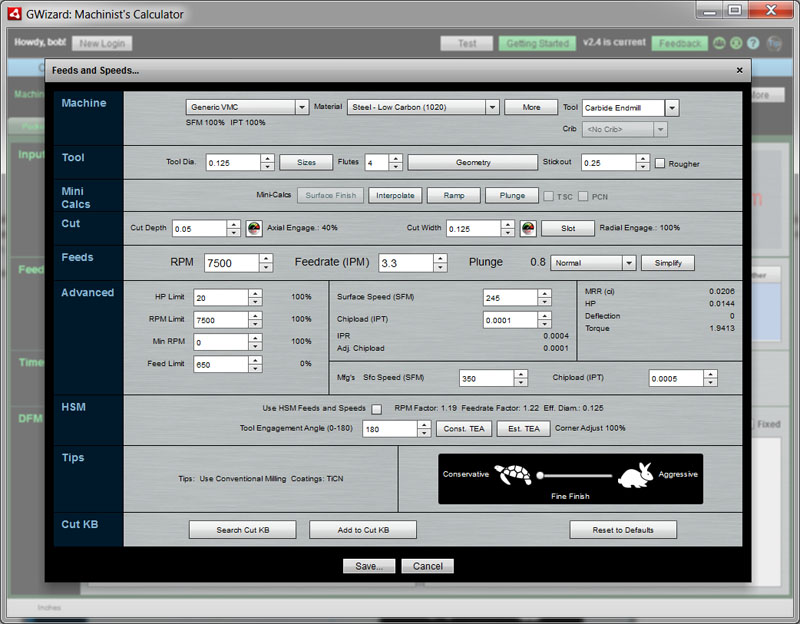 GWizard: Machinist's Calculator
Howdy, bob! New Login Test Getting Started v2.4 is current Feedback
Feeds and Speeds... ×
Machine Generic VMC Material Steel - Low Carbon (1020) More Tool Carbide Endmill
SFM 100% IPT 100% Crib <No Crib>
Tool Tool Dia. 0.125 Sizes Flutes 4 Geometry Stickout 0.25 Rougher
Mini Calcs Mini-Calcs Surface Finish Interpolate Ramp Plunge TSC PCN
Cut Cut Depth 0.05 Axial Engage.: 40% Cut Width 0.125 Slot Radial Engage.: 100%
Feeds RPM 7500 Feedrate (IPM) 3.3 Plunge 0.8 Normal Simplify
Advanced HP Limit 20 100% Surface Speed (SFM) 245 MRR (ci) 0.0206
HP 0.0144
RPM Limit 7500 100% Chipload (IPT) 0.0001 Deflection 0
Torque 1.9413
Min RPM 0 100% IPR 0.0004
Adj. Chipload 0.0001
Feed Limit 650 0%
Mfg's Sfc Speed (SFM) 350 Chipload (IPT) 0.0005
HSM Use HSM Feeds and Speeds RPM Factor: 1.19 Feedrate Factor: 1.22 Eff. Diam.: 0.125
Tool Engagement Angle (0-180) 180 Const. TEA Est. TEA Corner Adjust 100%
Fixed
Tips Conservative Aggressive
Tips: Use Conventional Milling Coatings: TiCN
Fine Finish
Cut KB Search Cut KB Add to Cut KB Reset to Defaults
Save... Cancel
Inches